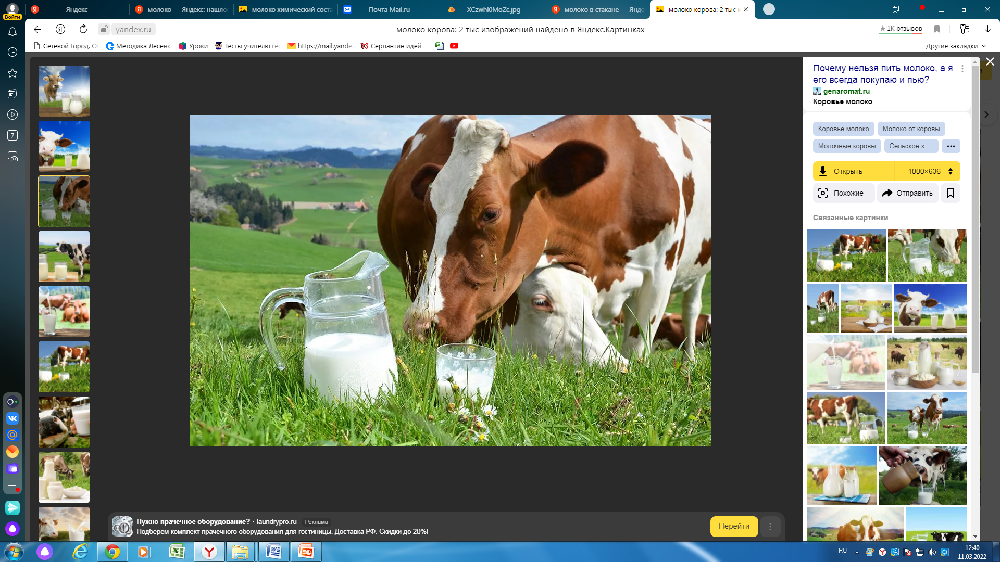 Яндекс
молоко — Яндекс: нашло
молоко химический соста
Почта Mail.ru
XCzwhl0MoZc.jpg
молоко в стакане — Янде
молоко корова: 2 тыс и
Войти
yandex.ru
молоко корова: 2 тыс изображений найдено в Яндекс.Картинках
1К отзывов
Сетевой Город. Об
Методика Лесенка
Уроки
Тесты учителю гео
https://mail.yande
Серпантин идей -
Другие закладки
7
Почему нельзя пить молоко, а я
его всегда покупаю и пью?
genaromat.ru
Коровье молоко.
Коровье молоко
Молоко от коровы
Молочные коровы
Сельское х...
Открыть
1000×636
Похожие
Отправить
Связанные картинки
Нужно прачечное оборудование? · laundrypro.ru
Реклама
Подберем комплект прачечного оборудования для гостиницы. Доставка РФ. Скидки до 20%!
Перейти
RU
12:40
11.03.2022